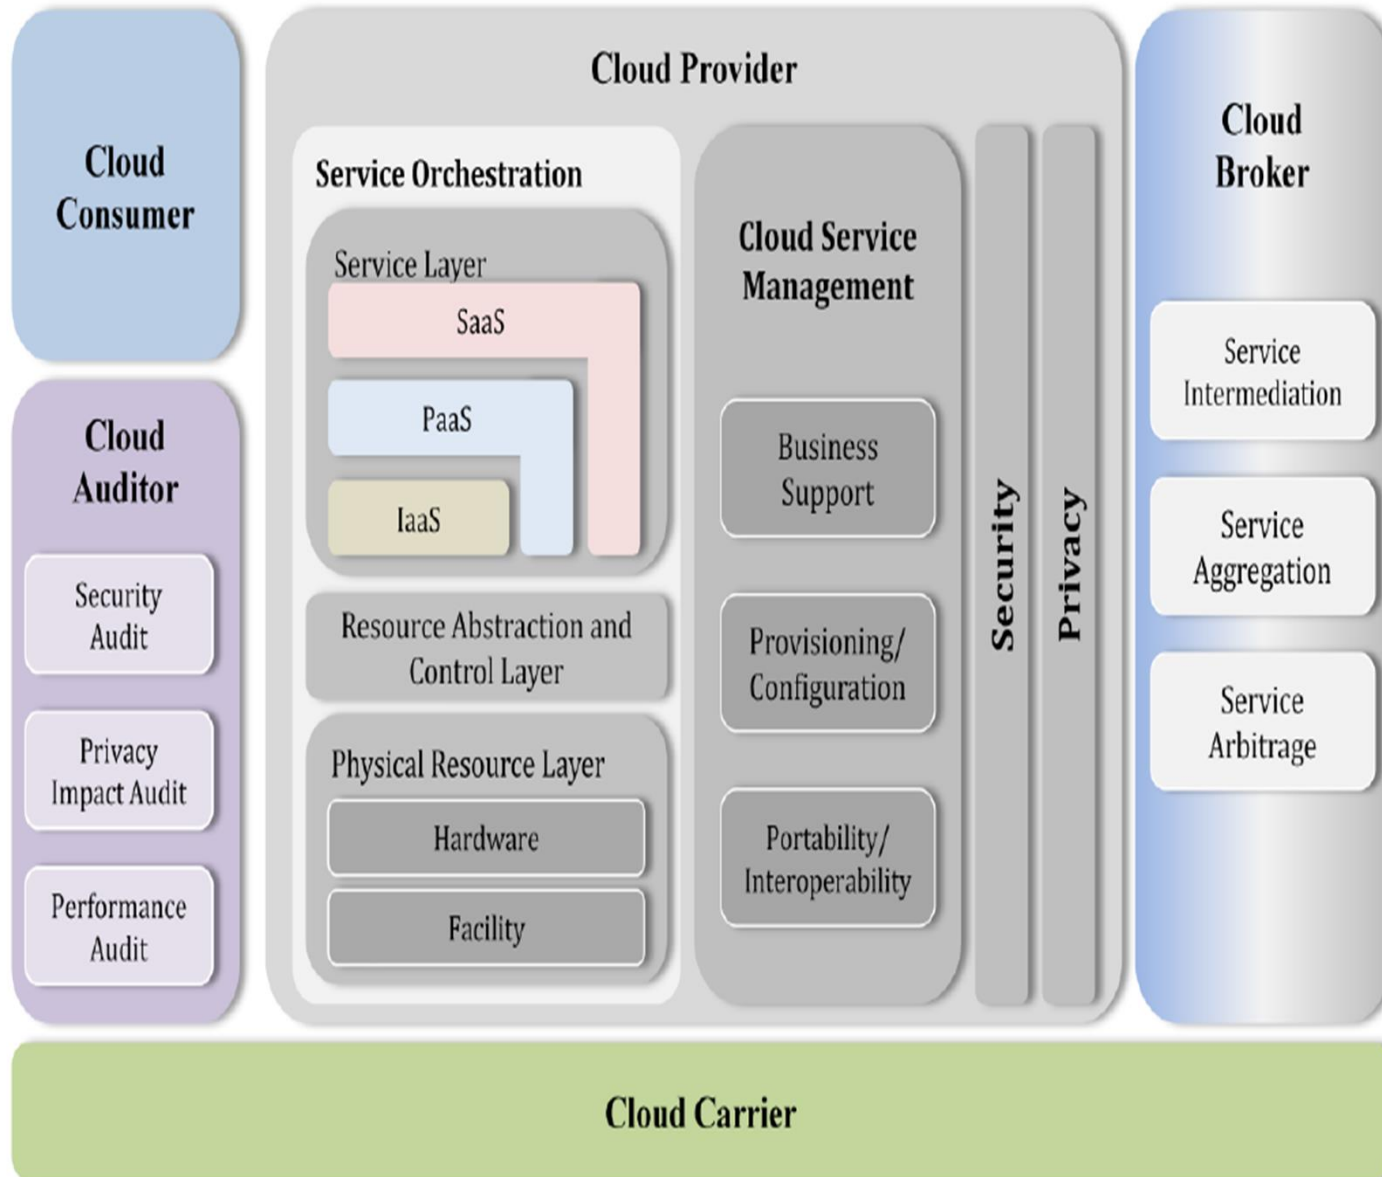 Cloud
Consumer
Cloud
Auditor
Security
Audit
Privacy
Impact Audit
Performance
Audit
Cloud Provider
Service Orchestration
Service Layer
SaaS
PaaS
IaaS
Resource Abstraction and
Control Layer
Physical Resource Layer
Hardware
Facility
Cloud Service
Management
Business
Support
Provisioning/
Configuration
Portability/
Interoperability
Security
Privacy
Cloud
Broker
Service
Intermediation
Service
Aggregation
Service
Arbitrage
Cloud Carrier